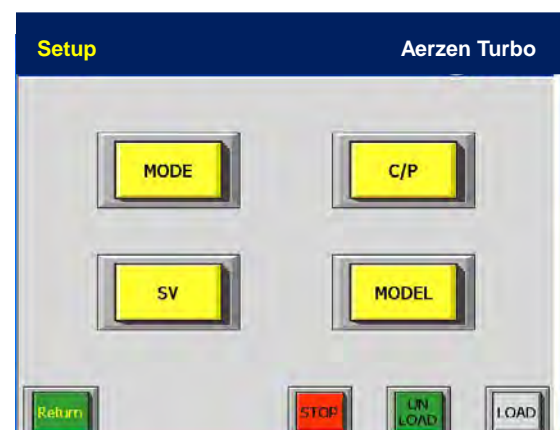 Setup Aerzen Turbo
MODE C/P
SV MODEL
Return STOP UN LOAD LOAD